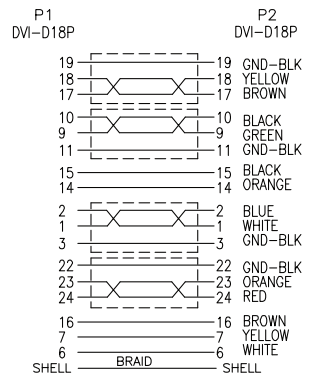 P1 P2
DVI-D18P DVI-D18P
19 19 GND-BLK
18 18 YELLOW
17 17 BROWN
10 10 BLACK
9 9 GREEN
11 11 GND-BLK
15 15 BLACK
14 14 ORANGE
2 2 BLUE
1 1 WHITE
3 3 GND-BLK
22 22 GND-BLK
23 23 ORANGE
24 24 RED
16 16 BROWN
7 7 YELLOW
6 6 WHITE
SHELL BRAID SHELL